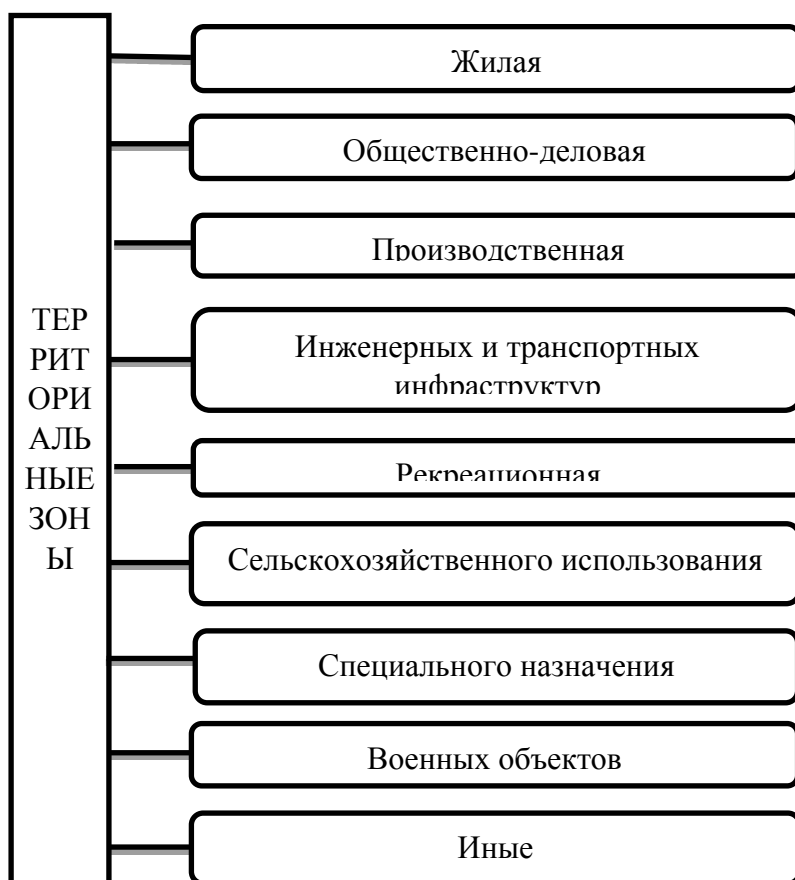 ТЕР
РИТ
ОРИ
АЛЬ
НЫЕ
ЗОН
Ы
Жилая
Общественно-деловая
Производственная
Инженерных и транспортных
инфраструктур
Рекреационная
Сельскохозяйственного использования
Специального назначения
Военных объектов
Иные